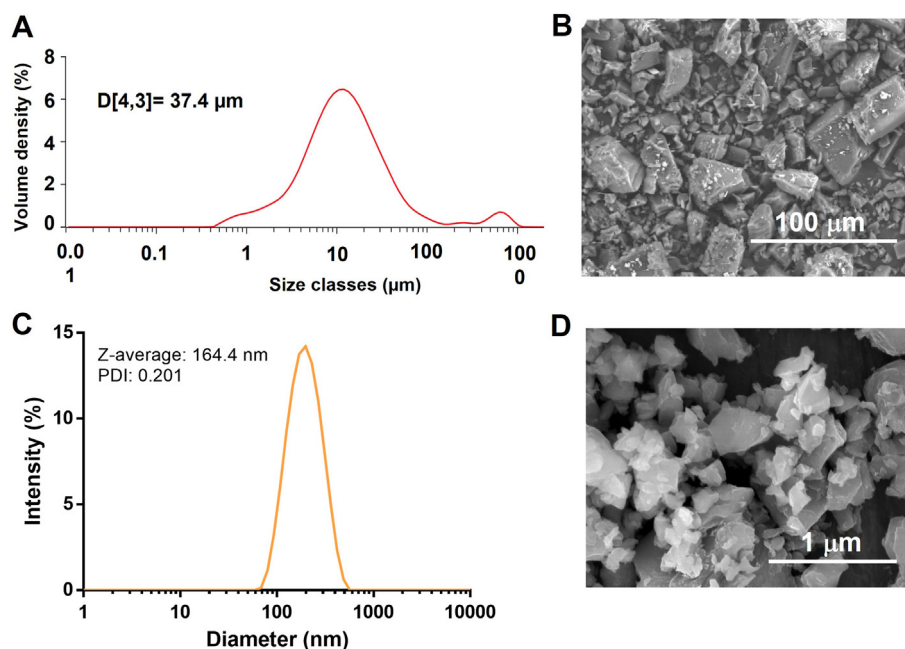 A
Volume density (%)
8
6
4
2
0
D[4,3]= 37.4 µm
0.0
1
0.1
1
10
100
100
0
Size classes (µm)
B
100 µm
C
Intensity (%)
15
10
5
0
Z-average: 164.4 nm
PDI: 0.201
1
10
100
1000
10000
Diameter (nm)
D
1 µm